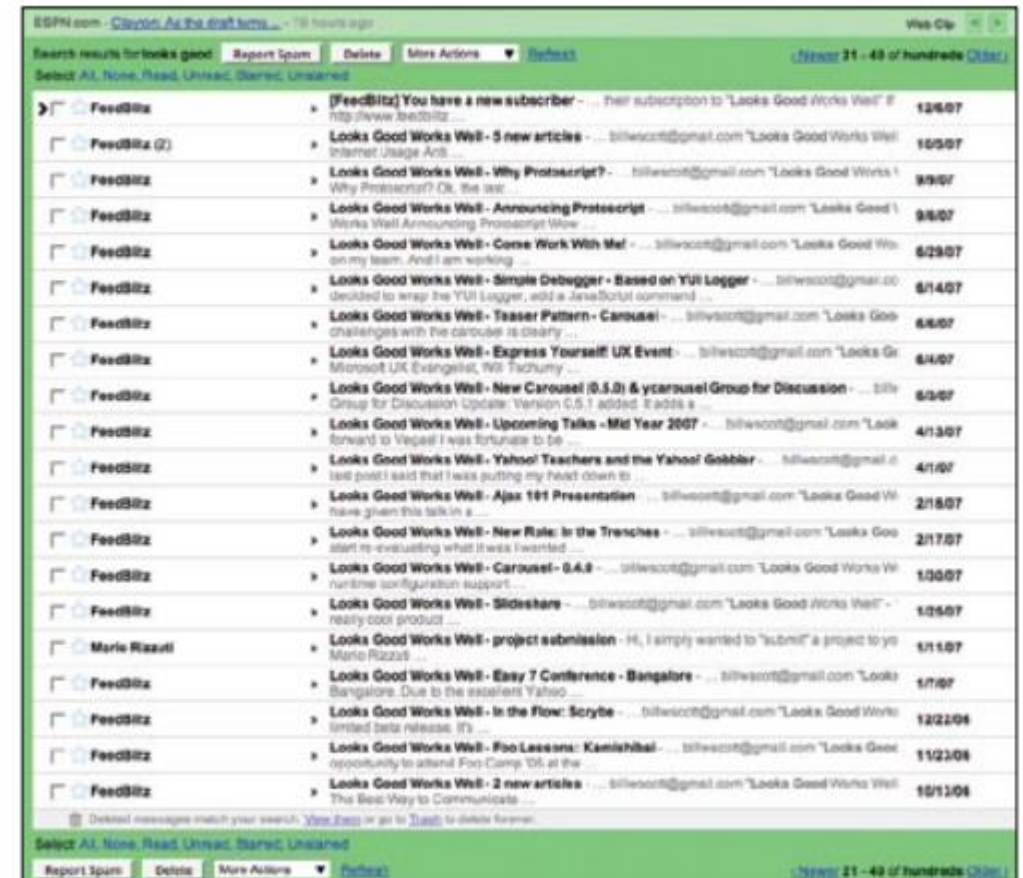 ESPN.com - Clayton: As the draft turns ... - 19 hours ago Web Clip
Search results for looks good Report Spam Delete More Actions Refresh ‹ Newer 21 - 40 of hundreds Older ›
Select All, None, Read, Unread, Starred, Unstarred
FeedBlitz » [FeedBlitz] You have a new subscriber - ... their subscription to "Looks Good Works Well" 12/6/07
http://www.feedblitz ...
FeedBlitz (2) » Looks Good Works Well - 5 new articles - ... billwscott@gmail.com "Looks Good Works Well 10/5/07
Internet Usage Anti ...
FeedBlitz » Looks Good Works Well - Why Protoscript? - ... billwscott@gmail.com "Looks Good Works 9/9/07
Why Protoscript? Ok, the last ...
FeedBlitz » Looks Good Works Well - Announcing Protoscript - ... billwscott@gmail.com "Looks Good 9/6/07
Works Well Announcing Protoscript Wow ...
FeedBlitz » Looks Good Works Well - Come Work With Me! - ... billwscott@gmail.com "Looks Good Wo 6/29/07
on my team. And I am working ...
FeedBlitz » Looks Good Works Well - Simple Debugger - Based on YUI Logger - ... billwscott@gmail.co 6/14/07
decided to wrap the YUI Logger, add a JavaScript command ...
FeedBlitz » Looks Good Works Well - Teaser Pattern - Carousel - ... billwscott@gmail.com "Looks Goo 6/6/07
challenges with the carousel is clearly ...
FeedBlitz » Looks Good Works Well - Express Yourself! UX Event - ... billwscott@gmail.com "Looks Go 6/4/07
Microsoft UX Evangelist, Will Tschumy ...
FeedBlitz » Looks Good Works Well - New Carousel (0.5.0) & ycarousel Group for Discussion - ... billw 6/3/07
Group for Discussion Update: Version 0.5.1 added. It adds a ...
FeedBlitz » Looks Good Works Well - Upcoming Talks - Mid Year 2007 - ... billwscott@gmail.com "Look 4/13/07
forward to Vegas! I was fortunate to be ...
FeedBlitz » Looks Good Works Well - Yahoo! Teachers and the Yahoo! Gobbler - ... billwscott@gmail.c 4/1/07
last post I said that I was putting my head down to ...
FeedBlitz » Looks Good Works Well - Ajax 101 Presentation - ... billwscott@gmail.com "Looks Good W 2/18/07
have given this talk in a ...
FeedBlitz » Looks Good Works Well - New Role: In the Trenches - ... billwscott@gmail.com "Looks Goo 2/17/07
start re-evaluating what it was I wanted ...
FeedBlitz » Looks Good Works Well - Carousel - 0.4.0 - ... billwscott@gmail.com "Looks Good Works W 1/30/07
runtime configuration support ...
FeedBlitz » Looks Good Works Well - Slideshare - ... billwscott@gmail.com "Looks Good Works Well" - 1/25/07
really cool product ...
Mario Rizzuti » Looks Good Works Well - project submission - Hi, I simply wanted to "submit" a project to yo 1/11/07
Mario Rizzuti ...
FeedBlitz » Looks Good Works Well - Easy 7 Conference - Bangalore - ... billwscott@gmail.com "Looks 1/7/07
Bangalore. Due to the excellent Yahoo ...
FeedBlitz » Looks Good Works Well - In the Flow: Scrybe - ... billwscott@gmail.com "Looks Good Works 12/22/06
limited beta release. It's ...
FeedBlitz » Looks Good Works Well - Foo Lessons: Kamishibai - ... billwscott@gmail.com "Looks Good 11/23/06
opportunity to attend Foo Camp '06 at the ...
FeedBlitz » Looks Good Works Well - 2 new articles - ... billwscott@gmail.com "Looks Good Works Well 10/13/06
The Best Way to Communicate ...
Deleted messages match your search. View them or go to Trash to delete forever.
Select All, None, Read, Unread, Starred, Unstarred
Report Spam Delete More Actions Refresh ‹ Newer 21 - 40 of hundreds Older ›